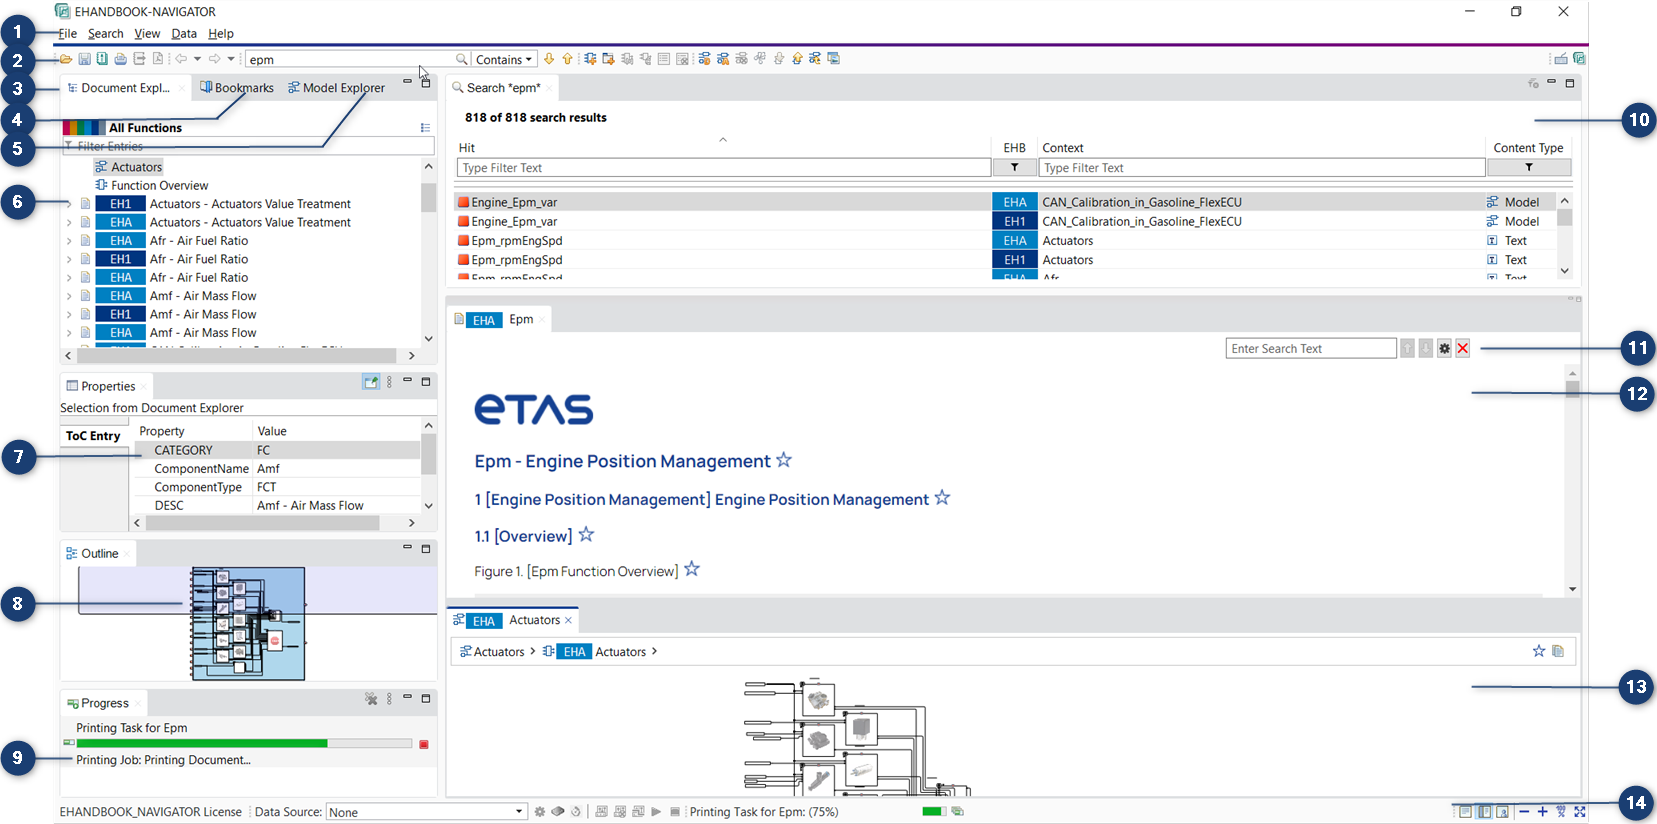 EHANDBOOK-NAVIGATOR
1
File Search View Data Help
2
epm Contains
3
Document Expl... Bookmarks Model Explorer
4
5
All Functions
Filter Entries
Actuators
Function Overview
6
EH1 Actuators - Actuators Value Treatment
EHA Actuators - Actuators Value Treatment
EHA Afr - Air Fuel Ratio
EH1 Afr - Air Fuel Ratio
EHA Afr - Air Fuel Ratio
EHA Amf - Air Mass Flow
EH1 Amf - Air Mass Flow
EHA Amf - Air Mass Flow
Properties
Selection from Document Explorer
ToC Entry
Property Value
7
CATEGORY FC
ComponentName Amf
ComponentType FCT
DESC Amf - Air Mass Flow
Outline
8
Progress
Printing Task for Epm
9
Printing Job: Printing Document...
Search *epm*
818 of 818 search results
10
Hit EHB Context Content Type
Type Filter Text Type Filter Text
Engine_Epm_var EHA CAN_Calibration_in_Gasoline_FlexECU Model
Engine_Epm_var EH1 CAN_Calibration_in_Gasoline_FlexECU Model
Epm_rpmEngSpd EHA Actuators Text
Epm_rpmEngSpd EH1 Actuators Text
Epm_rpmEngSpd EHA Afr Text
EHA Epm
Enter Search Text
11
12
eTAS
Epm - Engine Position Management
1 [Engine Position Management] Engine Position Management
1.1 [Overview]
Figure 1. [Epm Function Overview]
EHA Actuators
Actuators > EHA Actuators >
13
14
EHANDBOOK_NAVIGATOR License Data Source: None Printing Task for Epm: (75%)